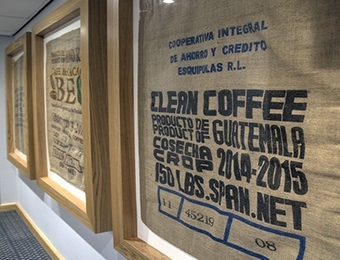 COOPERATIVA INTEGRAL
DE AHORRO Y CREDITO
ESQUIPULAS R.L.
CLEAN COFFEE
PRODUCTO DE
PRODUCT OF GUATEMALA
COSECHA
CROP 2014-2015
150 LBS. SPAN. NET
11 45219 08